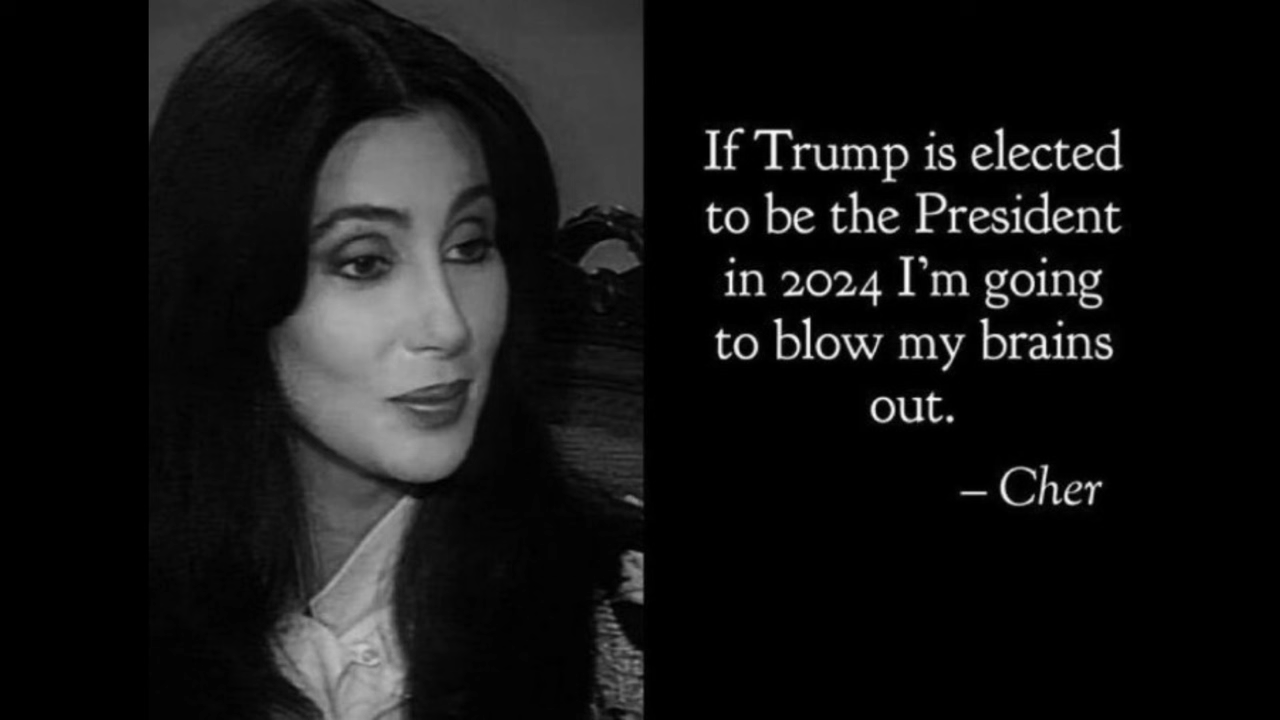 If Trump is elected
to be the President
in 2024 I’m going
to blow my brains
out.
– Cher